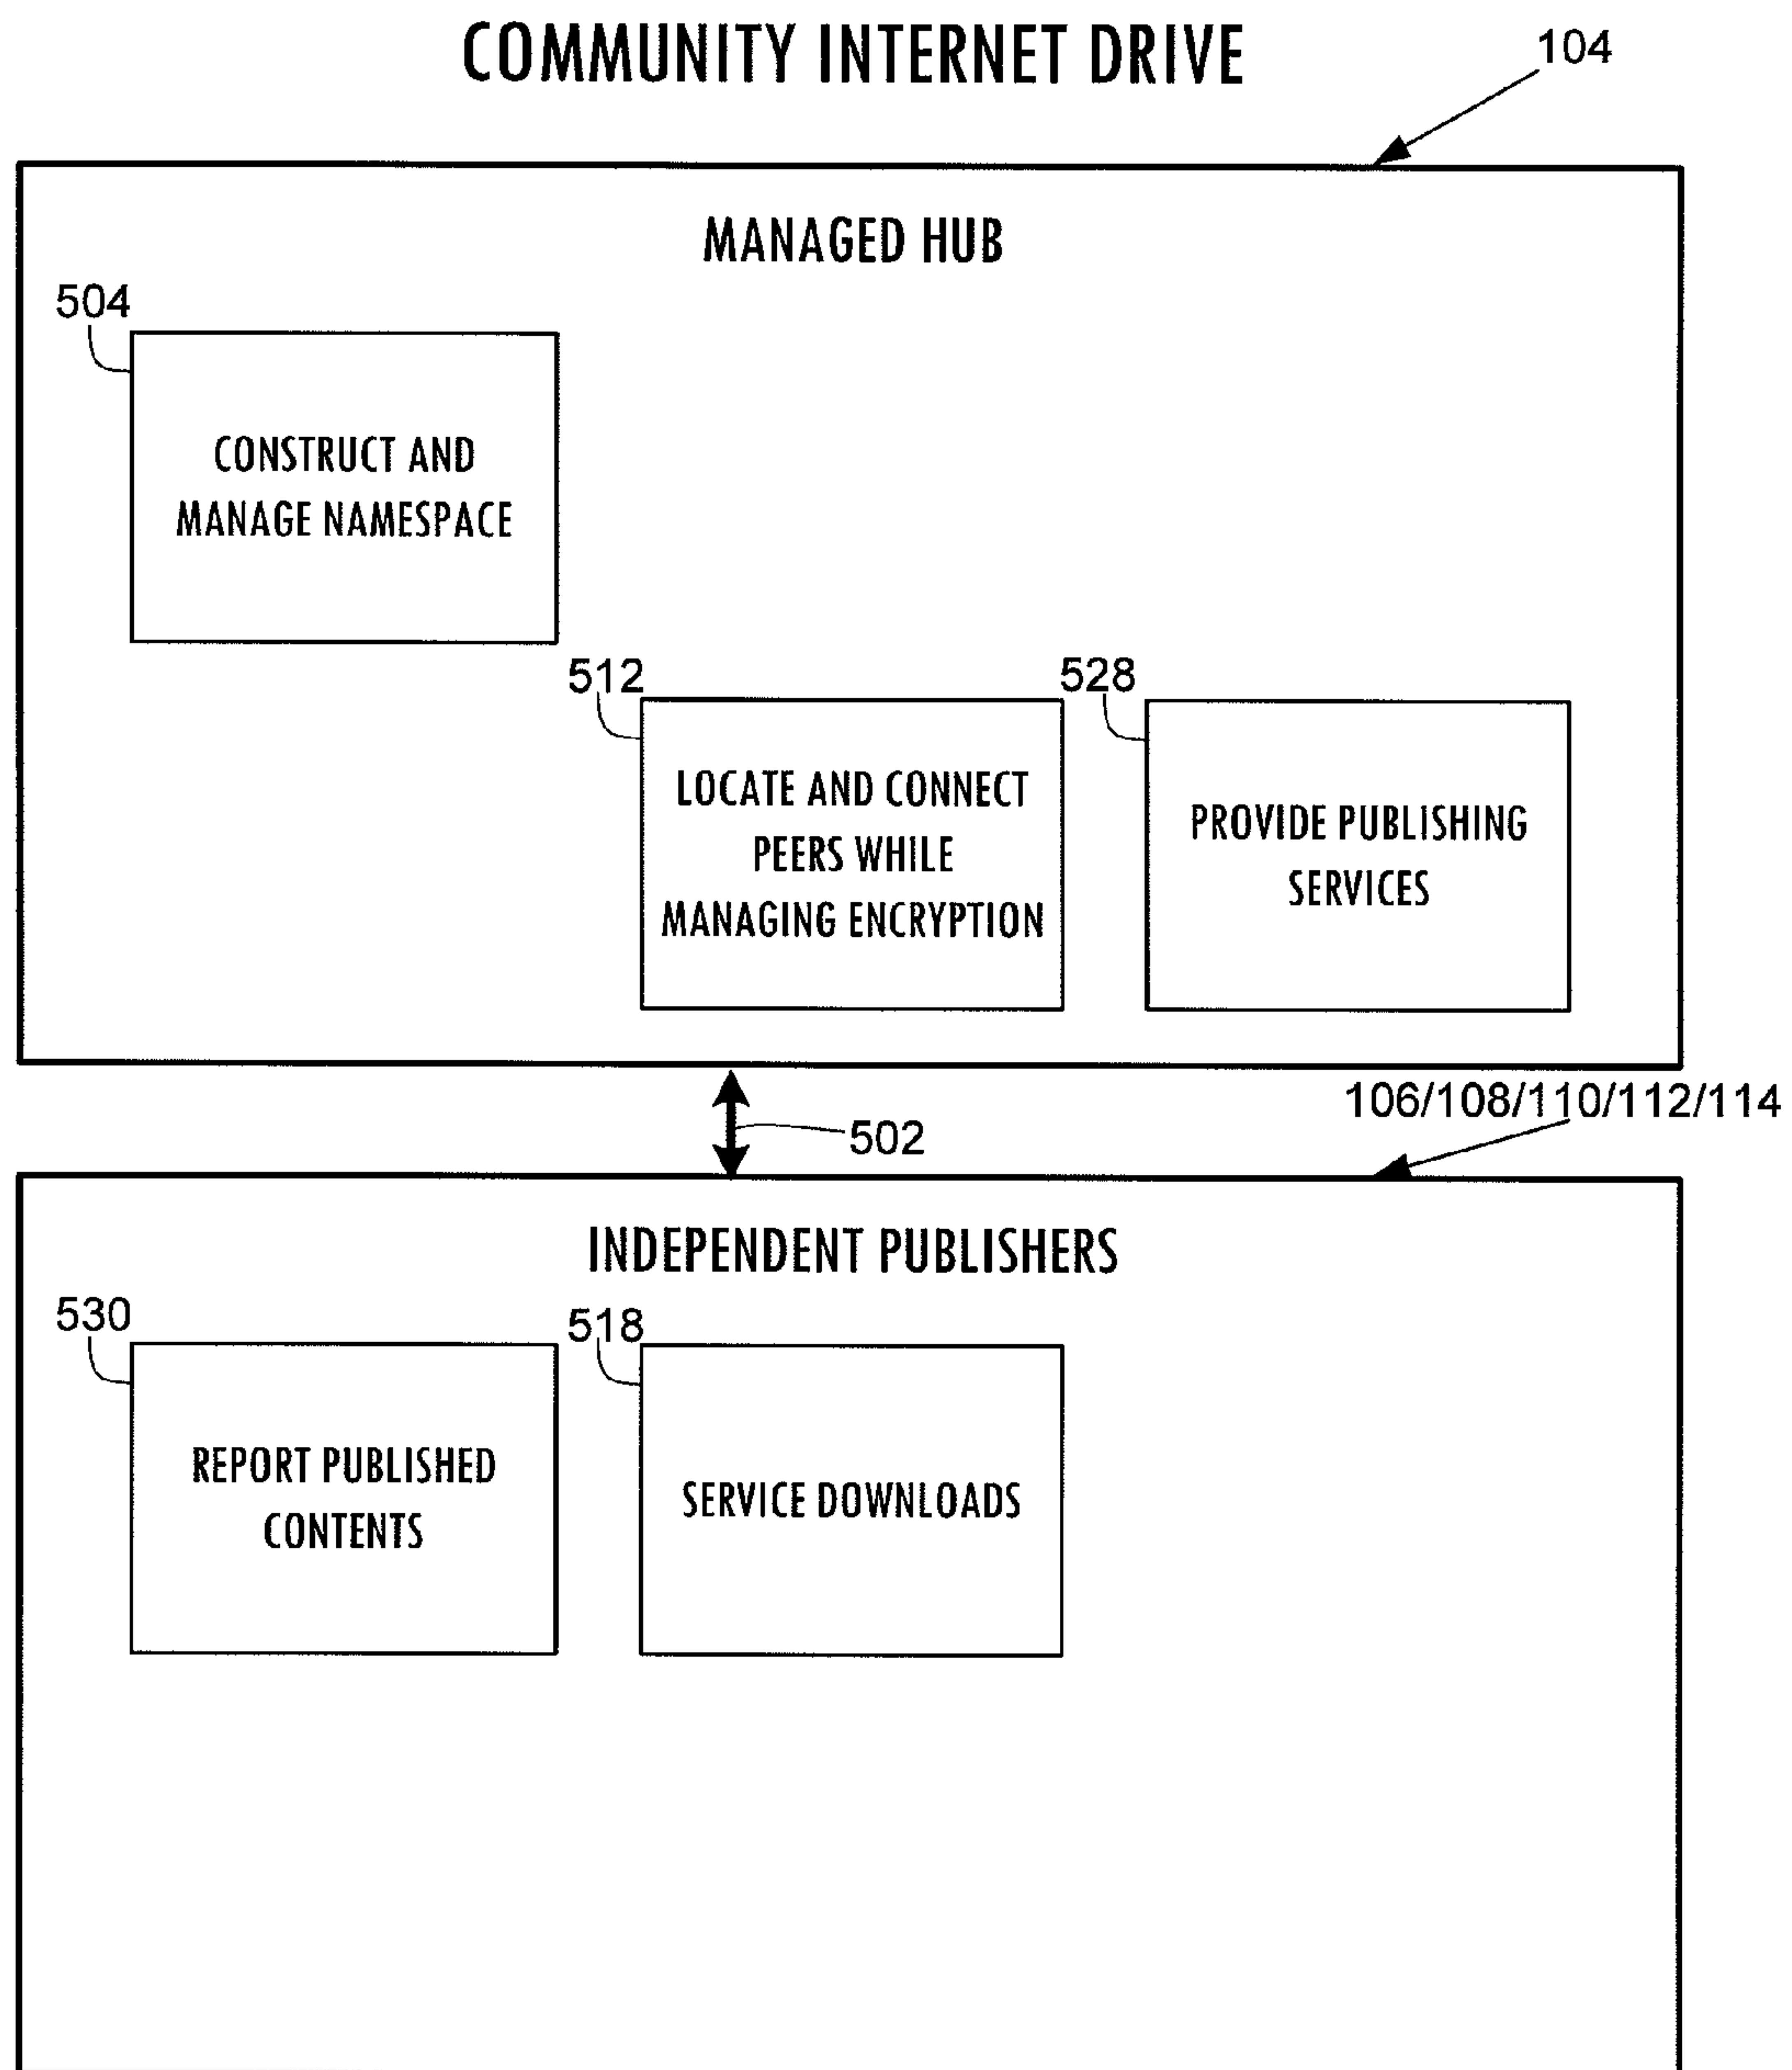 COMMUNITY INTERNET DRIVE
104
MANAGED HUB
504
CONSTRUCT AND
MANAGE NAMESPACE
512
LOCATE AND CONNECT
PEERS WHILE
MANAGING ENCRYPTION
528
PROVIDE PUBLISHING
SERVICES
502
106/108/110/112/114
INDEPENDENT PUBLISHERS
530
REPORT PUBLISHED
CONTENTS
518
SERVICE DOWNLOADS